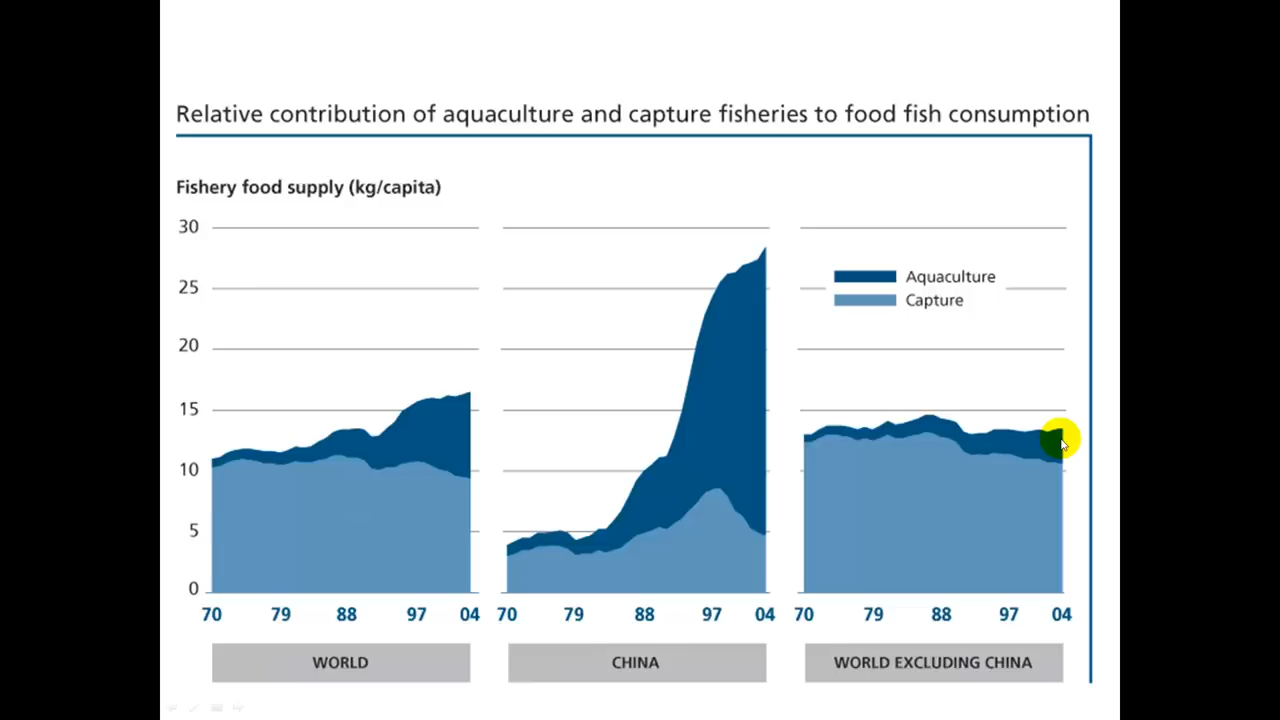 Relative contribution of aquaculture and capture fisheries to food fish consumption
Fishery food supply (kg/capita)
30
25
20
15
10
5
0
Aquaculture
Capture
70 79 88 97 04
70 79 88 97 04
70 79 88 97 04
WORLD
CHINA
WORLD EXCLUDING CHINA